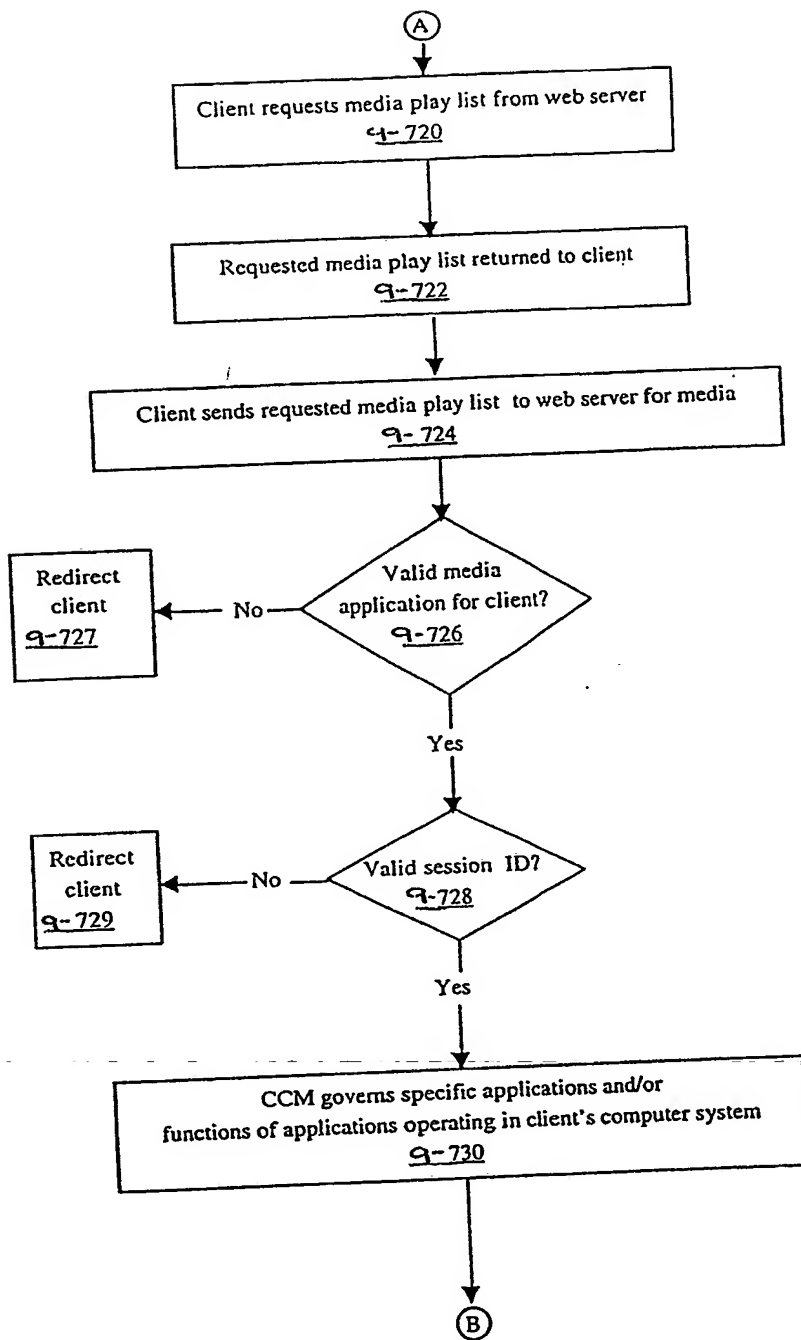 A
Client requests media play list from web server
9-720
Requested media play list returned to client
9-722
Client sends requested media play list to web server for media
9-724
Valid media
application for client?
9-726
No
Redirect
client
9-727
Yes
Valid session ID?
9-728
No
Redirect
client
9-729
Yes
CCM governs specific applications and/or
functions of applications operating in client's computer system
9-730
B